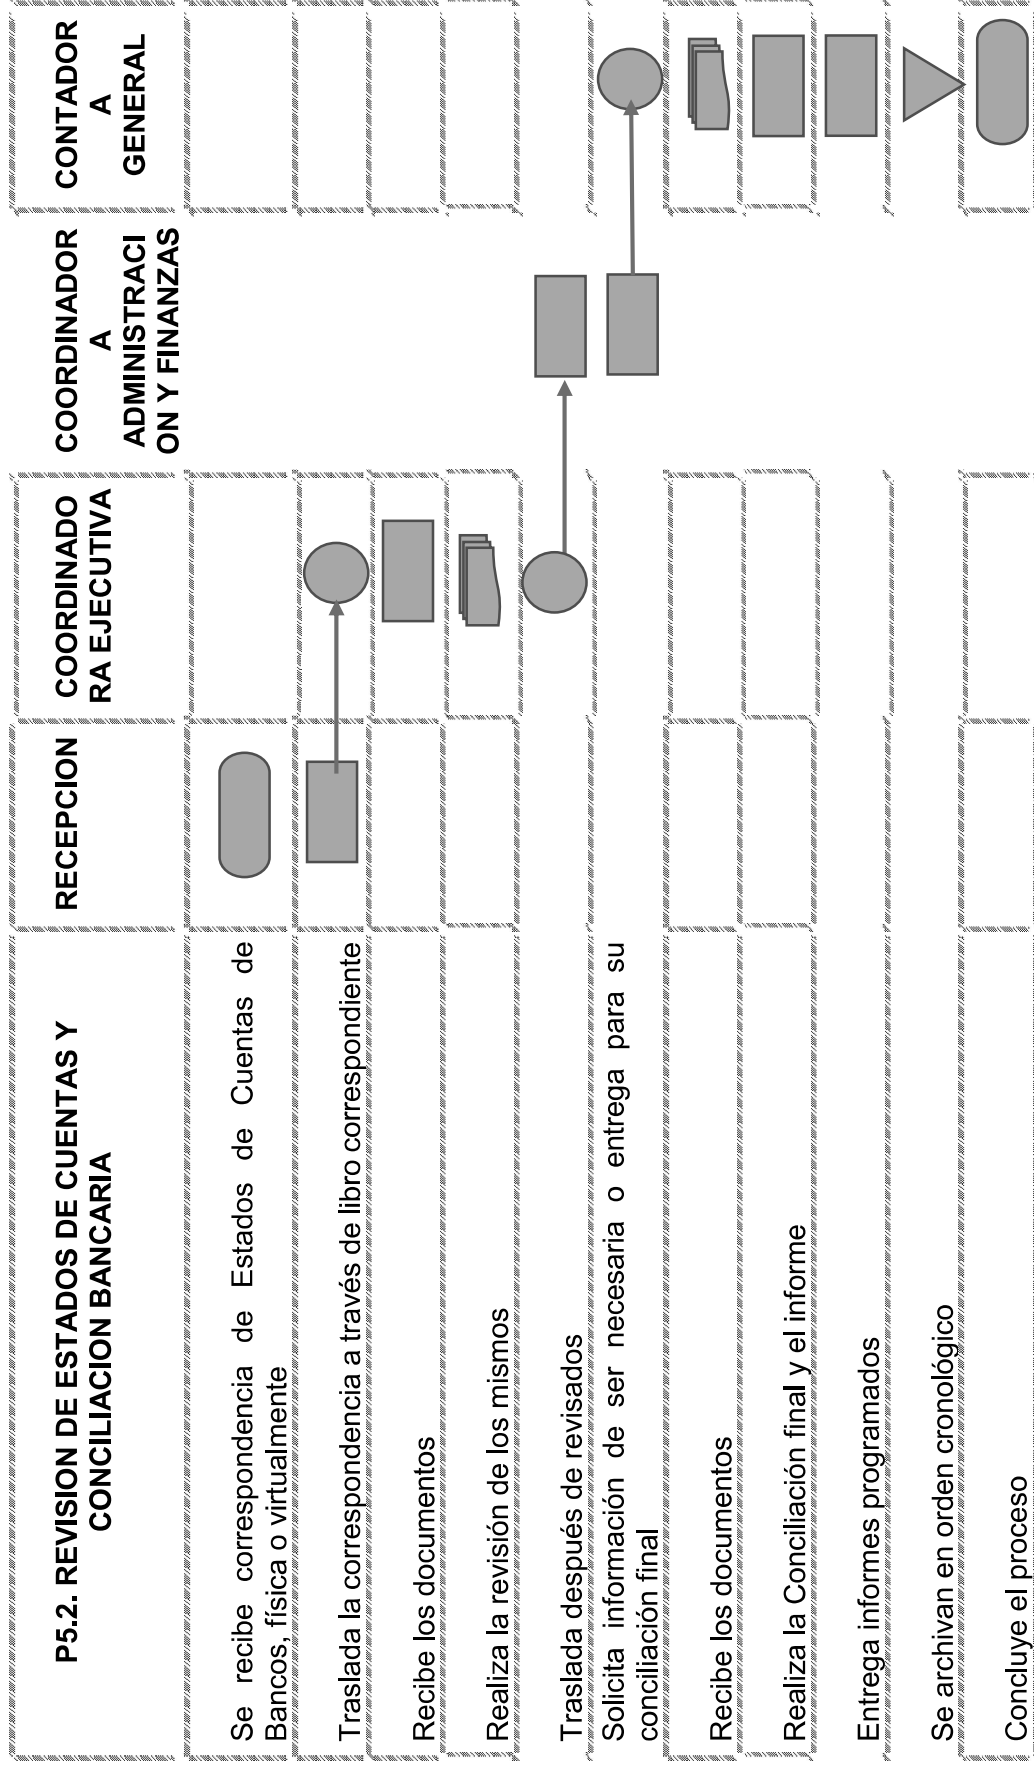 P5.2. REVISION DE ESTADOS DE CUENTAS Y
CONCILIACION BANCARIA
RECEPCION
COORDINADO
RA EJECUTIVA
COORDINADOR
A
ADMINISTRACI
ON Y FINANZAS
CONTADOR
A
GENERAL
Se recibe correspondencia de Estados de Cuentas de
Bancos, física o virtualmente
Traslada la correspondencia a través de libro correspondiente
Recibe los documentos
Realiza la revisión de los mismos
Traslada después de revisados
Solicita información de ser necesaria o entrega para su
conciliación final
Recibe los documentos
Realiza la Conciliación final y el informe
Entrega informes programados
Se archivan en orden cronológico
Concluye el proceso